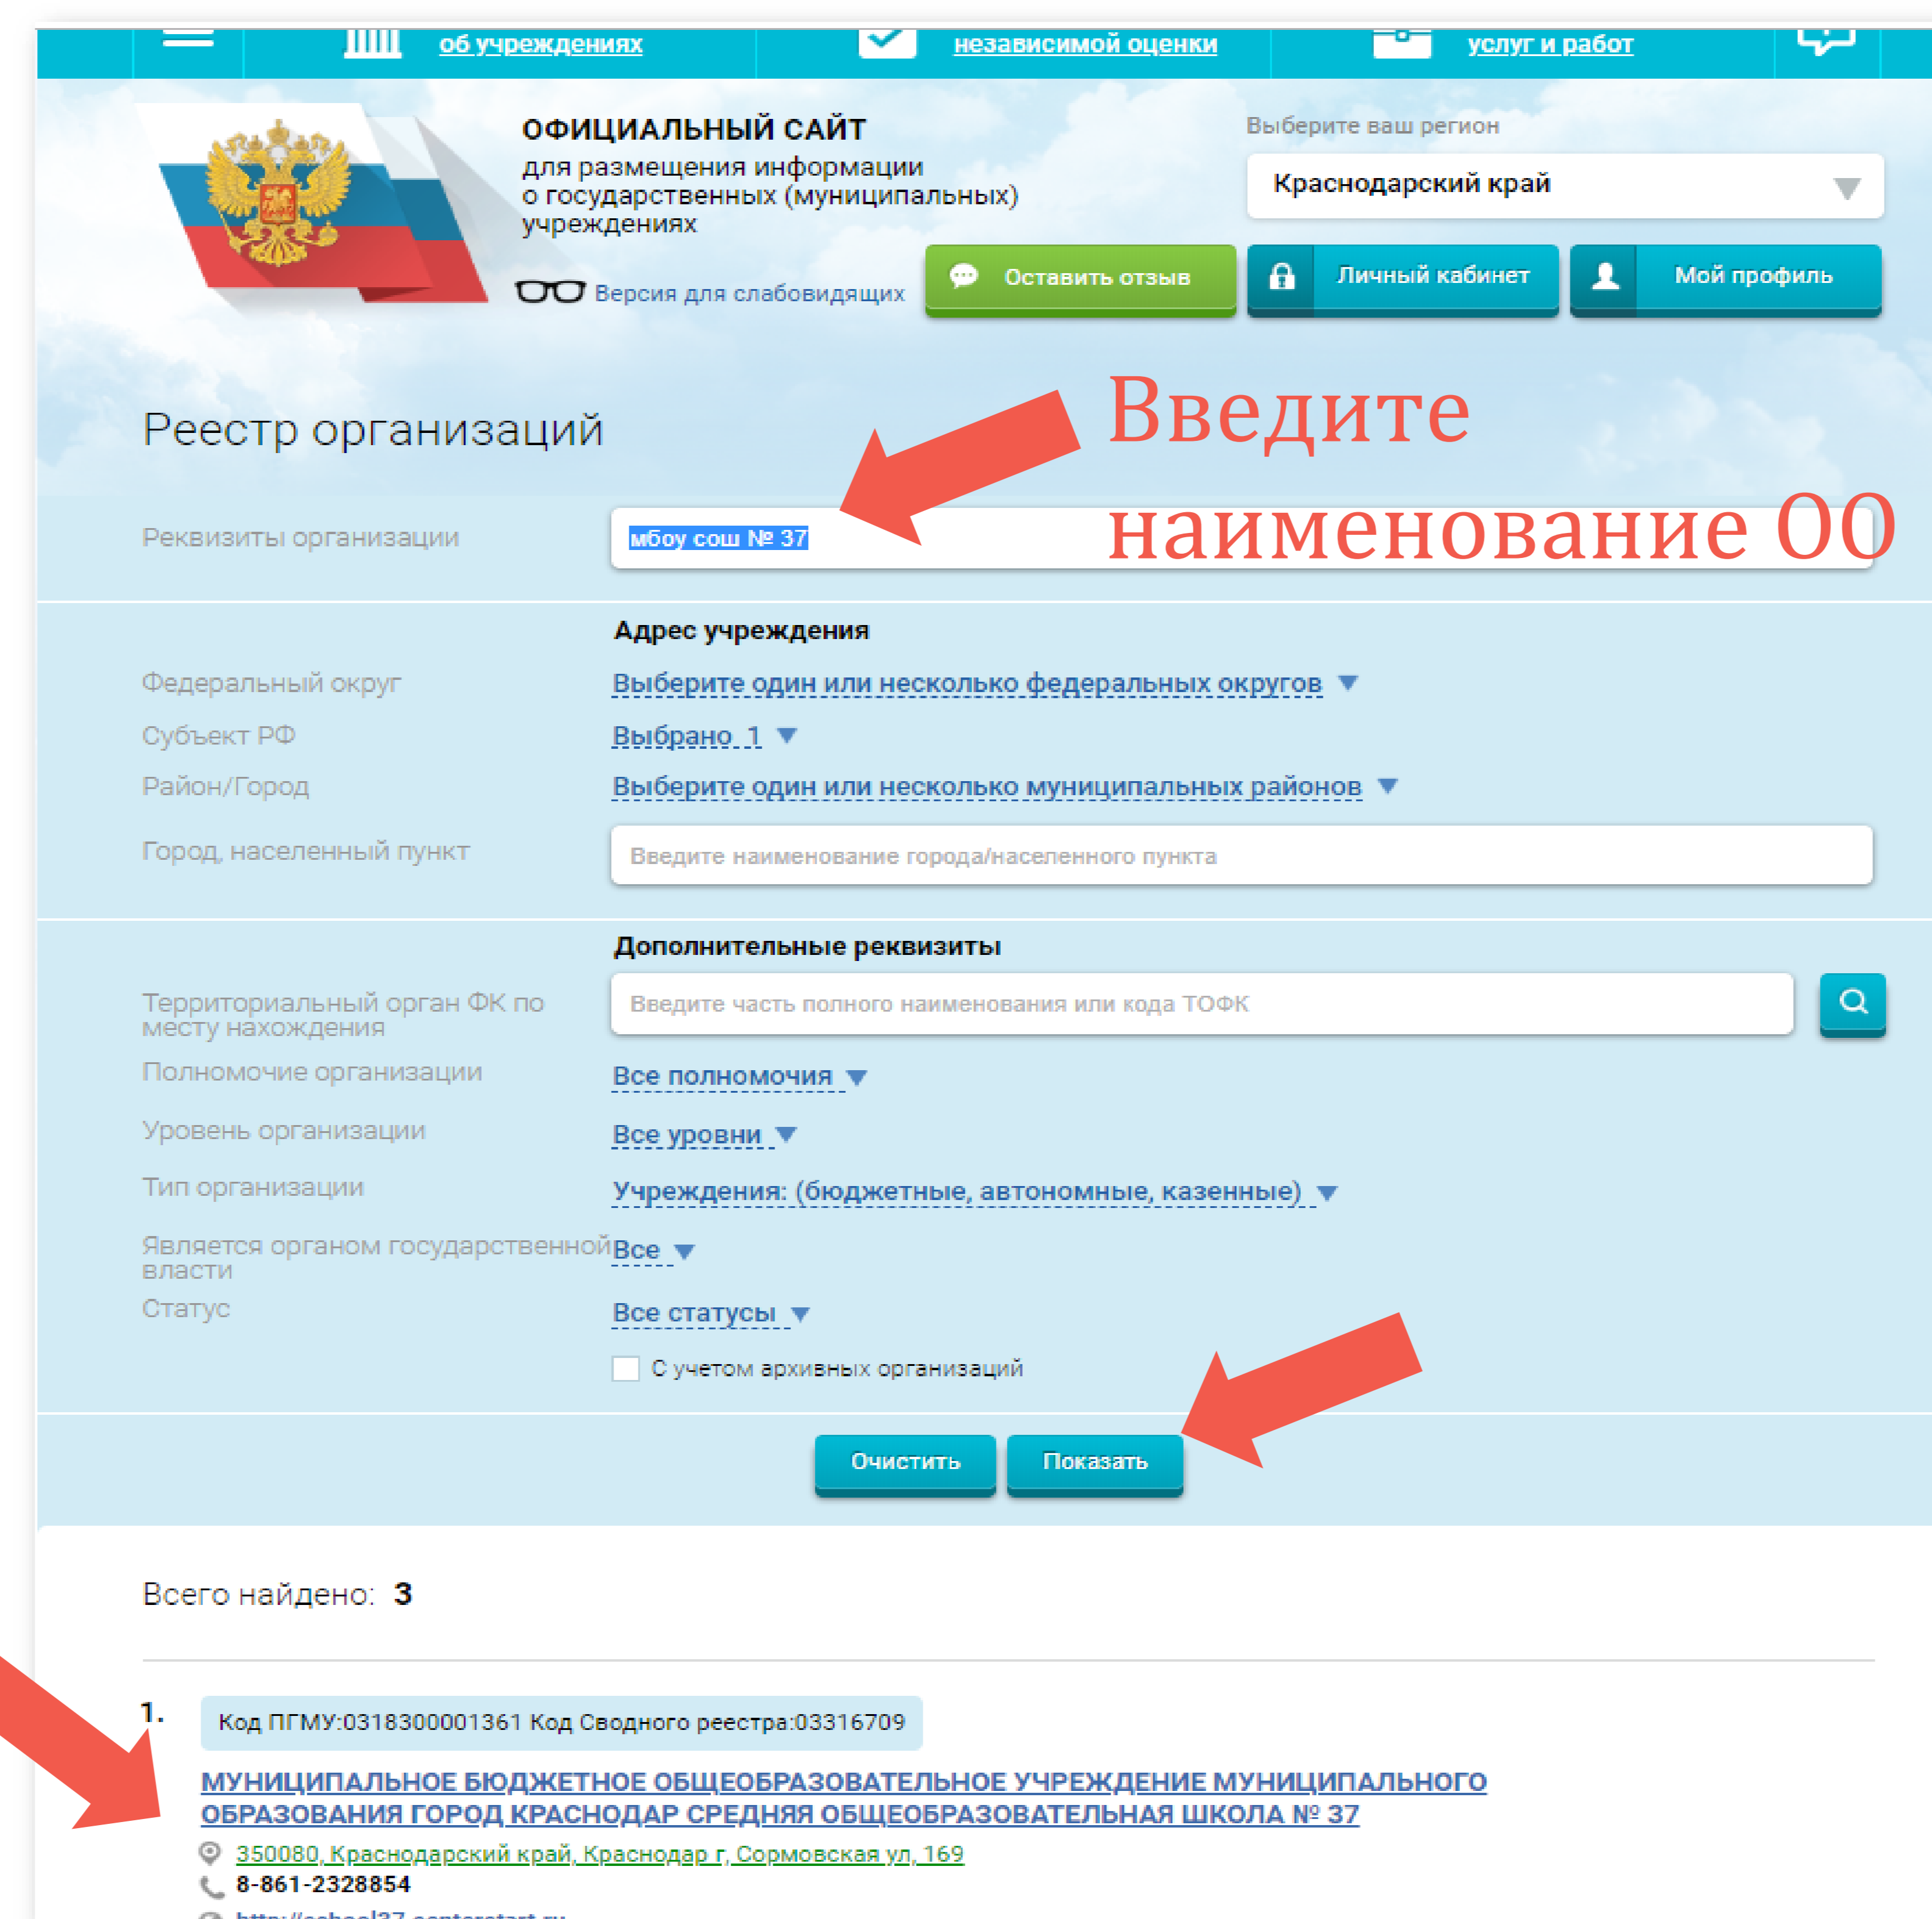 об учреждениях
независимой оценки
услуг и работ
ОФИЦИАЛЬНЫЙ САЙТ
для размещения информации
о государственных (муниципальных)
учреждениях
Версия для слабовидящих
Выберите ваш регион
Краснодарский край
Оставить отзыв
Личный кабинет
Мой профиль
Введите
наименование ОО
Реестр организаций
Реквизиты организации
мбоу сош № 37
Адрес учреждения
Федеральный округ
Выберите один или несколько федеральных округов
Субъект РФ
Выбрано 1
Район/Город
Выберите один или несколько муниципальных районов
Город, населенный пункт
Введите наименование города/населенного пункта
Дополнительные реквизиты
Территориальный орган ФК по
месту нахождения
Введите часть полного наименования или кода ТОФК
Полномочие организации
Все полномочия
Уровень организации
Все уровни
Тип организации
Учреждения: (бюджетные, автономные, казенные)
Является органом государственной
власти
Все
Статус
Все статусы
С учетом архивных организаций
Очистить
Показать
Всего найдено: 3
1.
Код ПГМУ:0318300001361 Код Сводного реестра:03316709
МУНИЦИПАЛЬНОЕ БЮДЖЕТНОЕ ОБЩЕОБРАЗОВАТЕЛЬНОЕ УЧРЕЖДЕНИЕ МУНИЦИПАЛЬНОГО
ОБРАЗОВАНИЯ ГОРОД КРАСНОДАР СРЕДНЯЯ ОБЩЕОБРАЗОВАТЕЛЬНАЯ ШКОЛА № 37
350080, Краснодарский край, Краснодар г, Сормовская ул, 169
8-861-2328854
http://school37.centerstart.ru